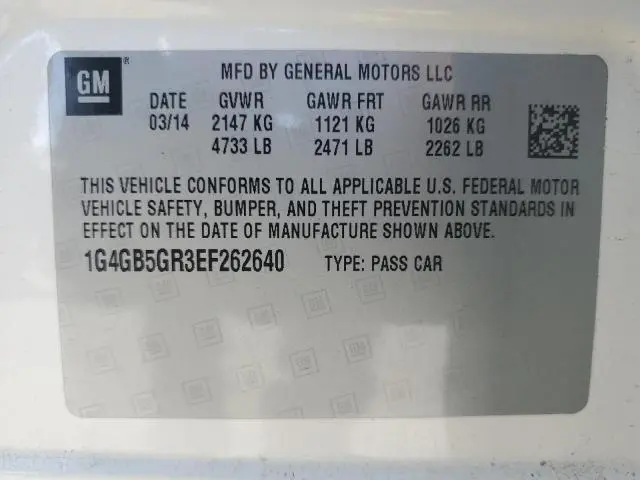 GM ®
MFD BY GENERAL MOTORS LLC
DATE GVWR GAWR FRT GAWR RR
03/14 2147 KG 1121 KG 1026 KG
4733 LB 2471 LB 2262 LB
THIS VEHICLE CONFORMS TO ALL APPLICABLE U.S. FEDERAL MOTOR
VEHICLE SAFETY, BUMPER, AND THEFT PREVENTION STANDARDS IN
EFFECT ON THE DATE OF MANUFACTURE SHOWN ABOVE.
1G4GB5GR3EF262640 TYPE: PASS CAR